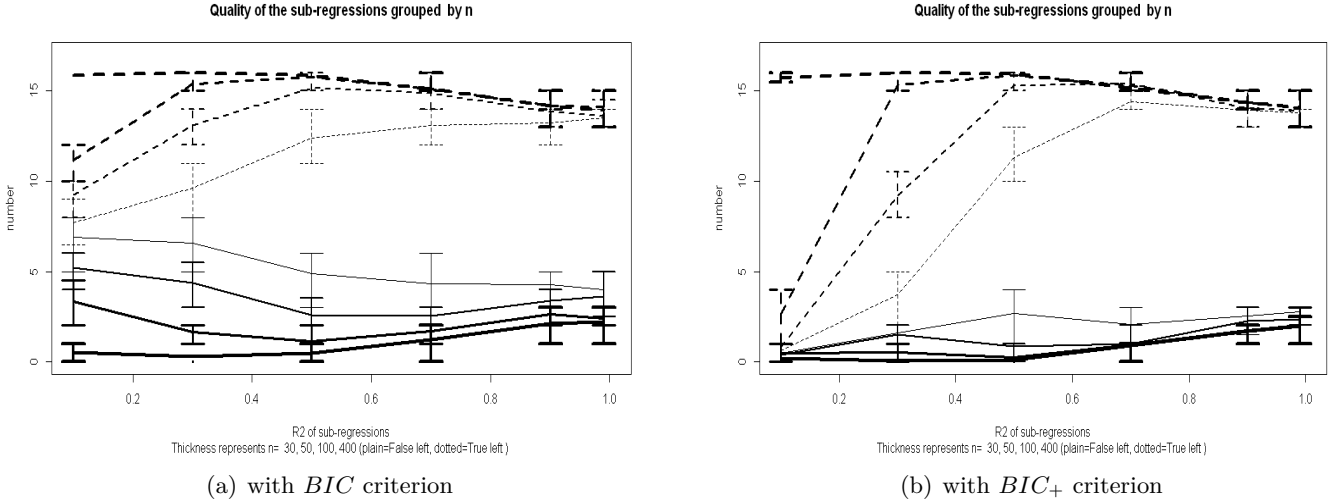 Quality of the sub-regressions grouped by n
number
0
5
10
15
0.2
0.4
0.6
0.8
1.0
R2 of sub-regressions
Thickness represents n= 30, 50, 100, 400 (plain=False left, dotted=True left )
(a) with BIC criterion
Quality of the sub-regressions grouped by n
number
0
5
10
15
0.2
0.4
0.6
0.8
1.0
R2 of sub-regressions
Thickness represents n= 30, 50, 100, 400 (plain=False left, dotted=True left )
(b) with BIC₊ criterion